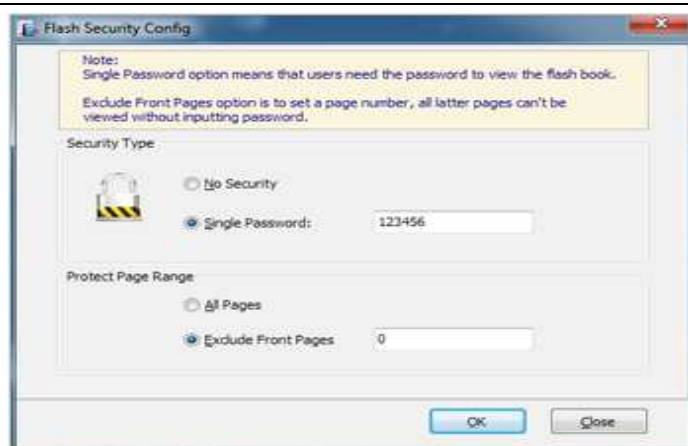 Flash Security Config
Note:
Single Password option means that users need the password to view the flash book.
Exclude Front Pages option is to set a page number, all latter pages can't be
viewed without inputting password.
Security Type
No Security
Single Password:
123456
Protect Page Range
All Pages
Exclude Front Pages
0
OK
Close